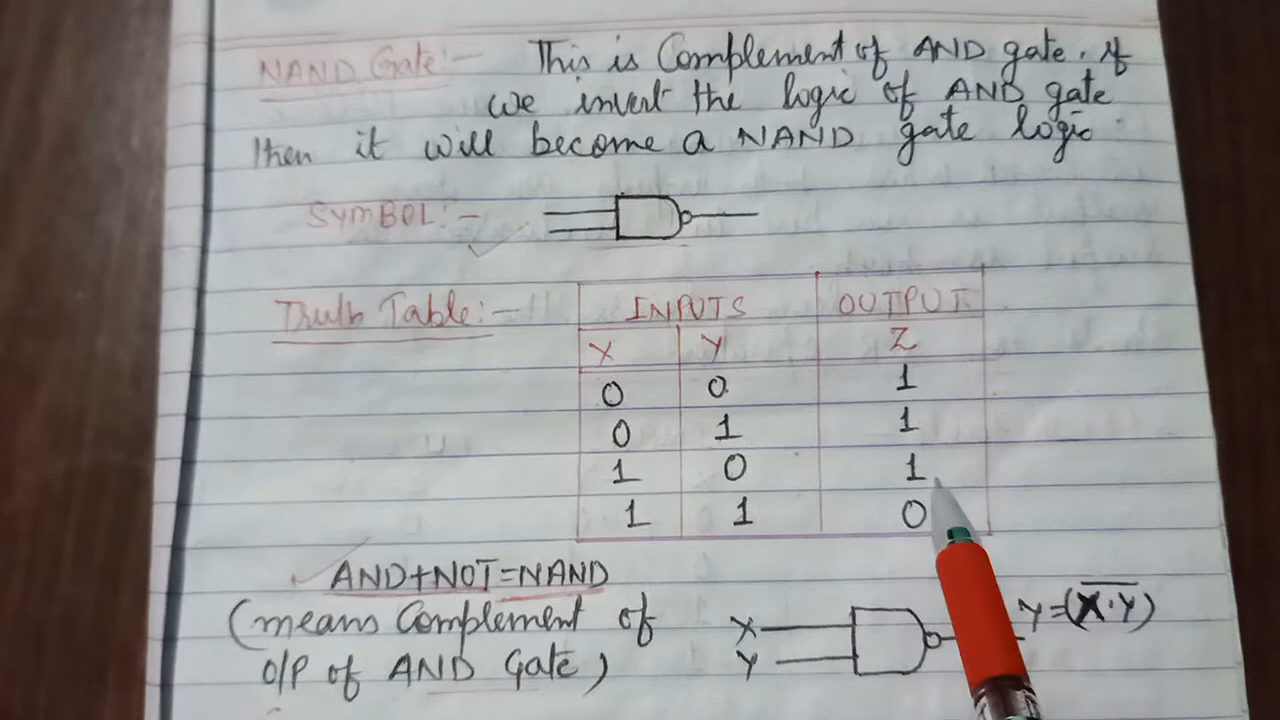 NAND Gate:- This is Complement of AND gate. if
we invert the logic of AND gate
then it will become a NAND gate logic
SYMBOL:-
Truth Table:- INPUTS OUTPUT
X Y Z
0 0 1
0 1 1
1 0 1
1 1 0
AND+NOT=NAND
(means Complement of
O/P of AND Gate)
X
Y
Y=(X̅·̅Y̅)